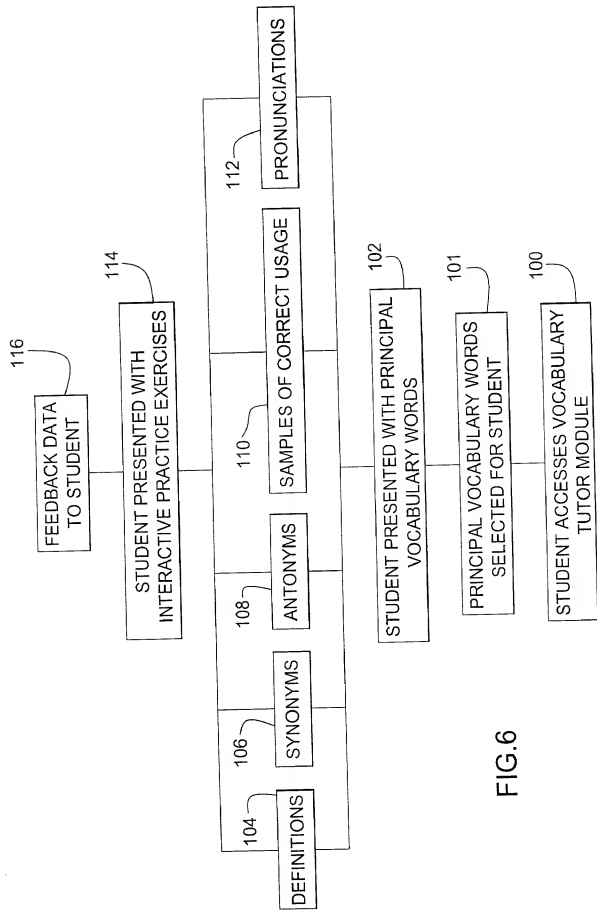 116
FEEDBACK DATA
TO STUDENT
114
STUDENT PRESENTED WITH
INTERACTIVE PRACTICE EXERCISES
104
DEFINITIONS
106
SYNONYMS
108
ANTONYMS
110
SAMPLES OF CORRECT USAGE
112
PRONUNCIATIONS
102
STUDENT PRESENTED WITH PRINCIPAL
VOCABULARY WORDS
101
PRINCIPAL VOCABULARY WORDS
SELECTED FOR STUDENT
100
STUDENT ACCESSES VOCABULARY
TUTOR MODULE
FIG.6